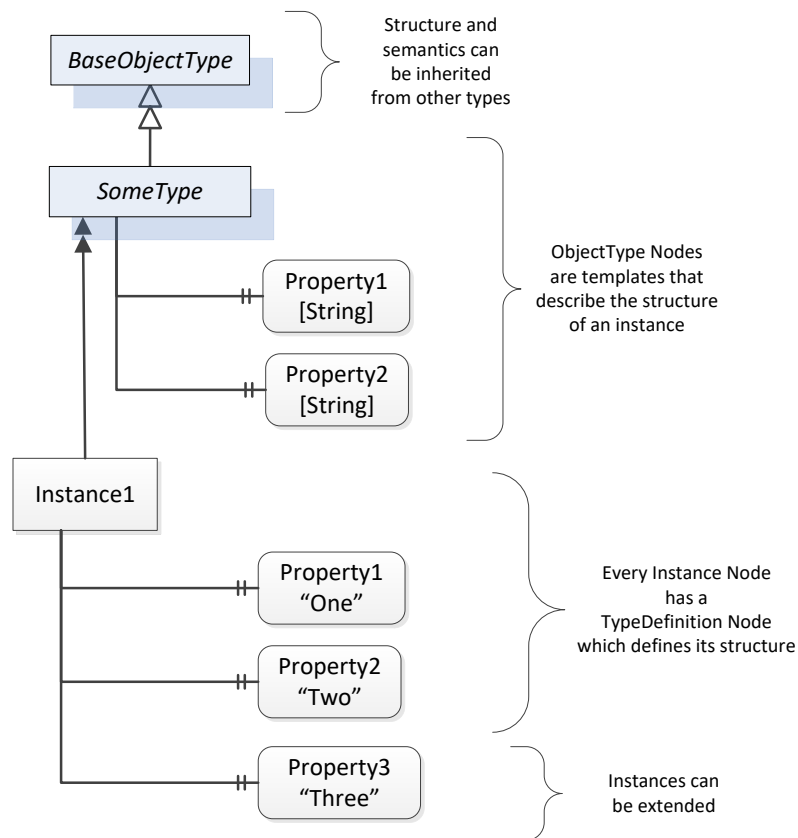 BaseObjectType
Structure and
semantics can
be inherited
from other types
SomeType
Property1
[String]
Property2
[String]
ObjectType Nodes
are templates that
describe the structure
of an instance
Instance1
Property1
“One”
Property2
“Two”
Every Instance Node
has a
TypeDefinition Node
which defines its structure
Property3
“Three”
Instances can
be extended